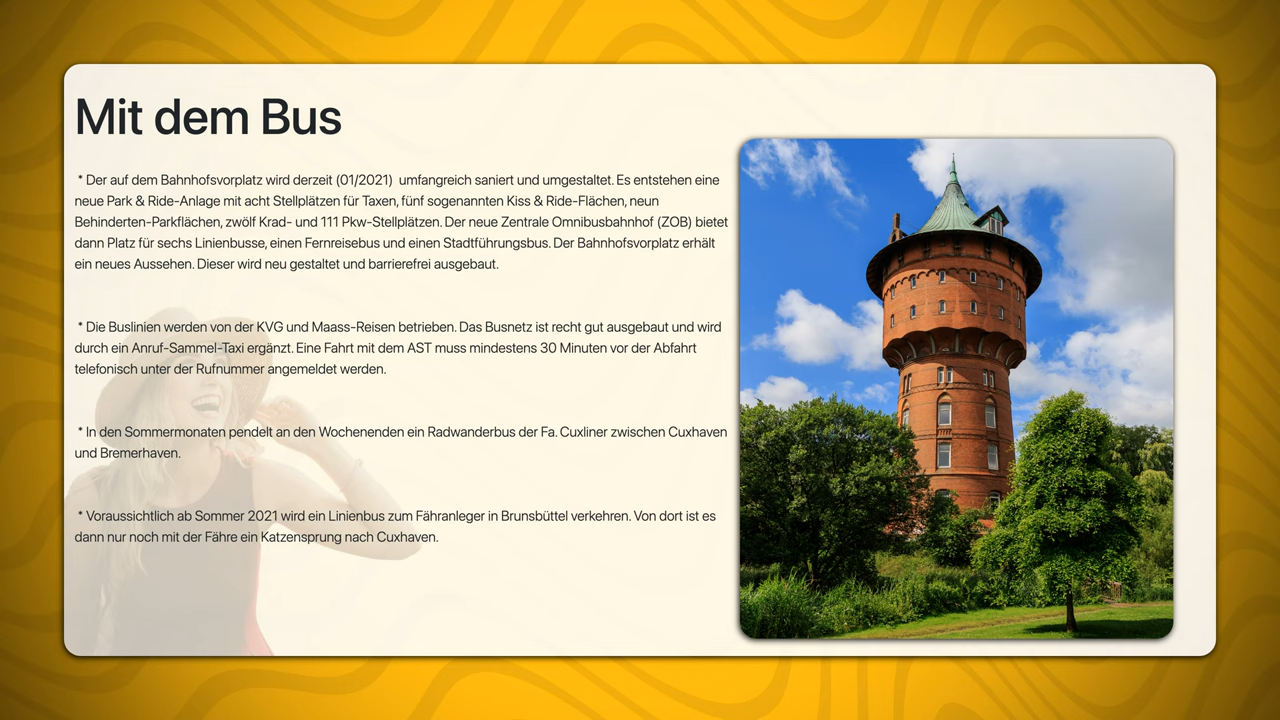 Mit dem Bus
* Der auf dem Bahnhofsvorplatz wird derzeit (01/2021)  umfangreich saniert und umgestaltet. Es entstehen eine
neue Park & Ride-Anlage mit acht Stellplätzen für Taxen, fünf sogenannten Kiss & Ride-Flächen, neun
Behinderten-Parkflächen, zwölf Krad- und 111 Pkw-Stellplätzen. Der neue Zentrale Omnibusbahnhof (ZOB) bietet
dann Platz für sechs Linienbusse, einen Fernreisebus und einen Stadtführungsbus. Der Bahnhofsvorplatz erhält
ein neues Aussehen. Dieser wird neu gestaltet und barrierefrei ausgebaut.
* Die Buslinien werden von der KVG und Maass-Reisen betrieben. Das Busnetz ist recht gut ausgebaut und wird
durch ein Anruf-Sammel-Taxi ergänzt. Eine Fahrt mit dem AST muss mindestens 30 Minuten vor der Abfahrt
telefonisch unter der Rufnummer angemeldet werden.
* In den Sommermonaten pendelt an den Wochenenden ein Radwanderbus der Fa. Cuxliner zwischen Cuxhaven
und Bremerhaven.
* Voraussichtlich ab Sommer 2021 wird ein Linienbus zum Fähranleger in Brunsbüttel verkehren. Von dort ist es
dann nur noch mit der Fähre ein Katzensprung nach Cuxhaven.